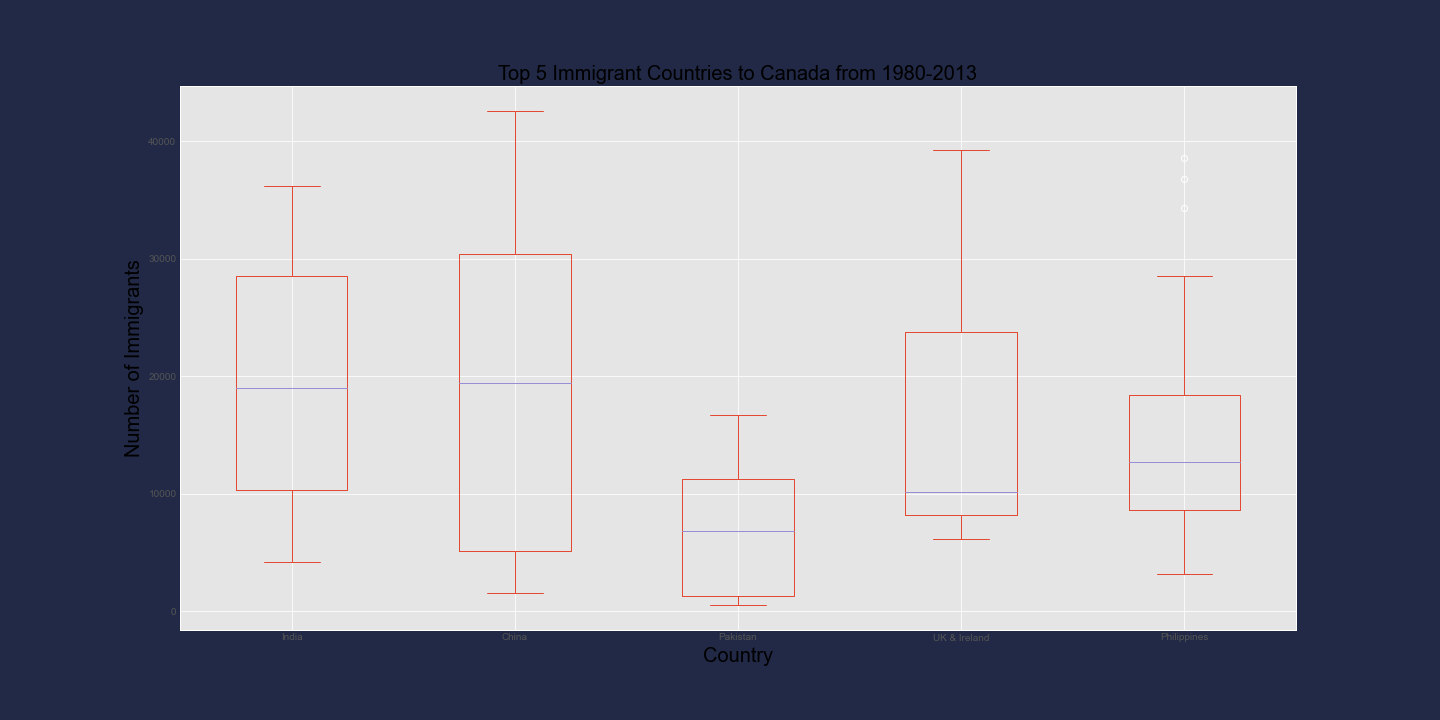 Top 5 Immigrant Countries to Canada from 1980-2013
Number of Immigrants
40000
30000
20000
10000
0
India China Pakistan UK & Ireland Philippines
Country